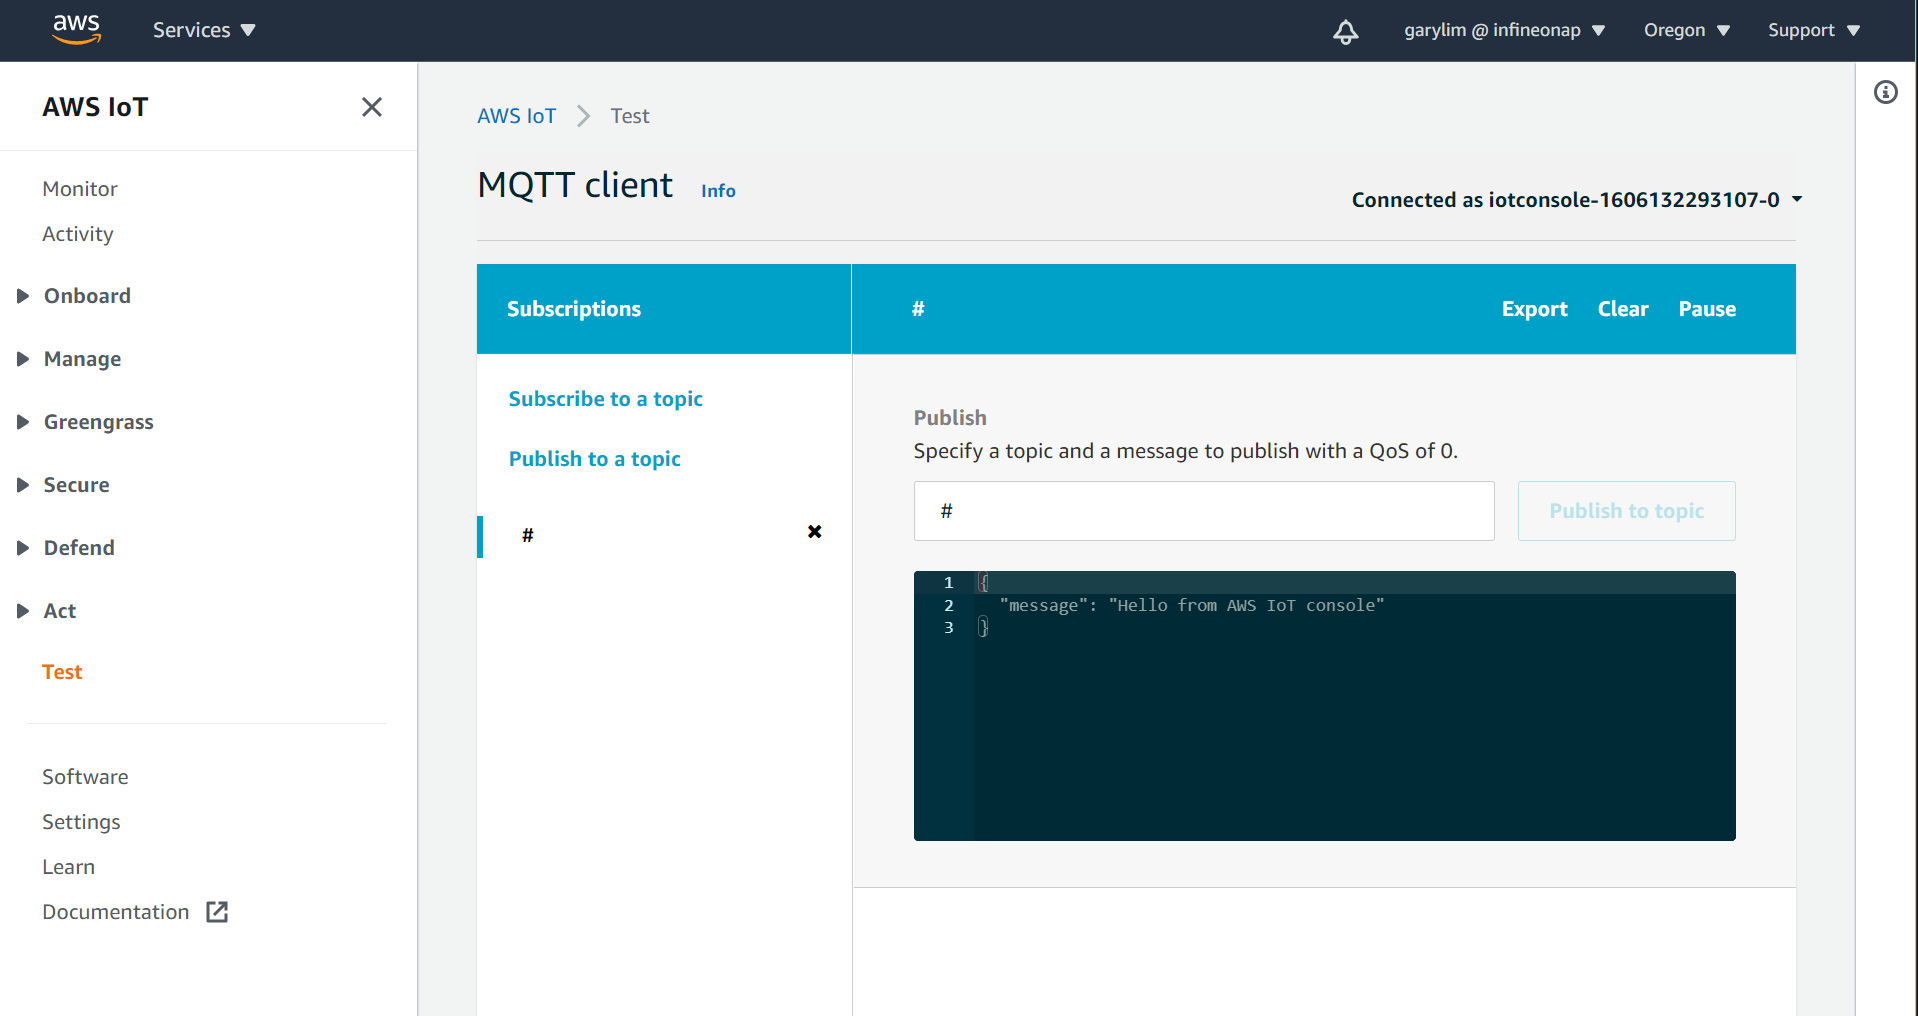 aws
Services
garylim @ infineonap
Oregon
Support
AWS IoT
Monitor
Activity
Onboard
Manage
Greengrass
Secure
Defend
Act
Test
Software
Settings
Learn
Documentation
AWS IoT
Test
MQTT client
Info
Connected as iotconsole-1606132293107-0
Subscriptions
#
Export
Clear
Pause
Subscribe to a topic
Publish to a topic
#
Publish
Specify a topic and a message to publish with a QoS of 0.
#
Publish to topic
1 {
2 "message": "Hello from AWS IoT console"
3 }